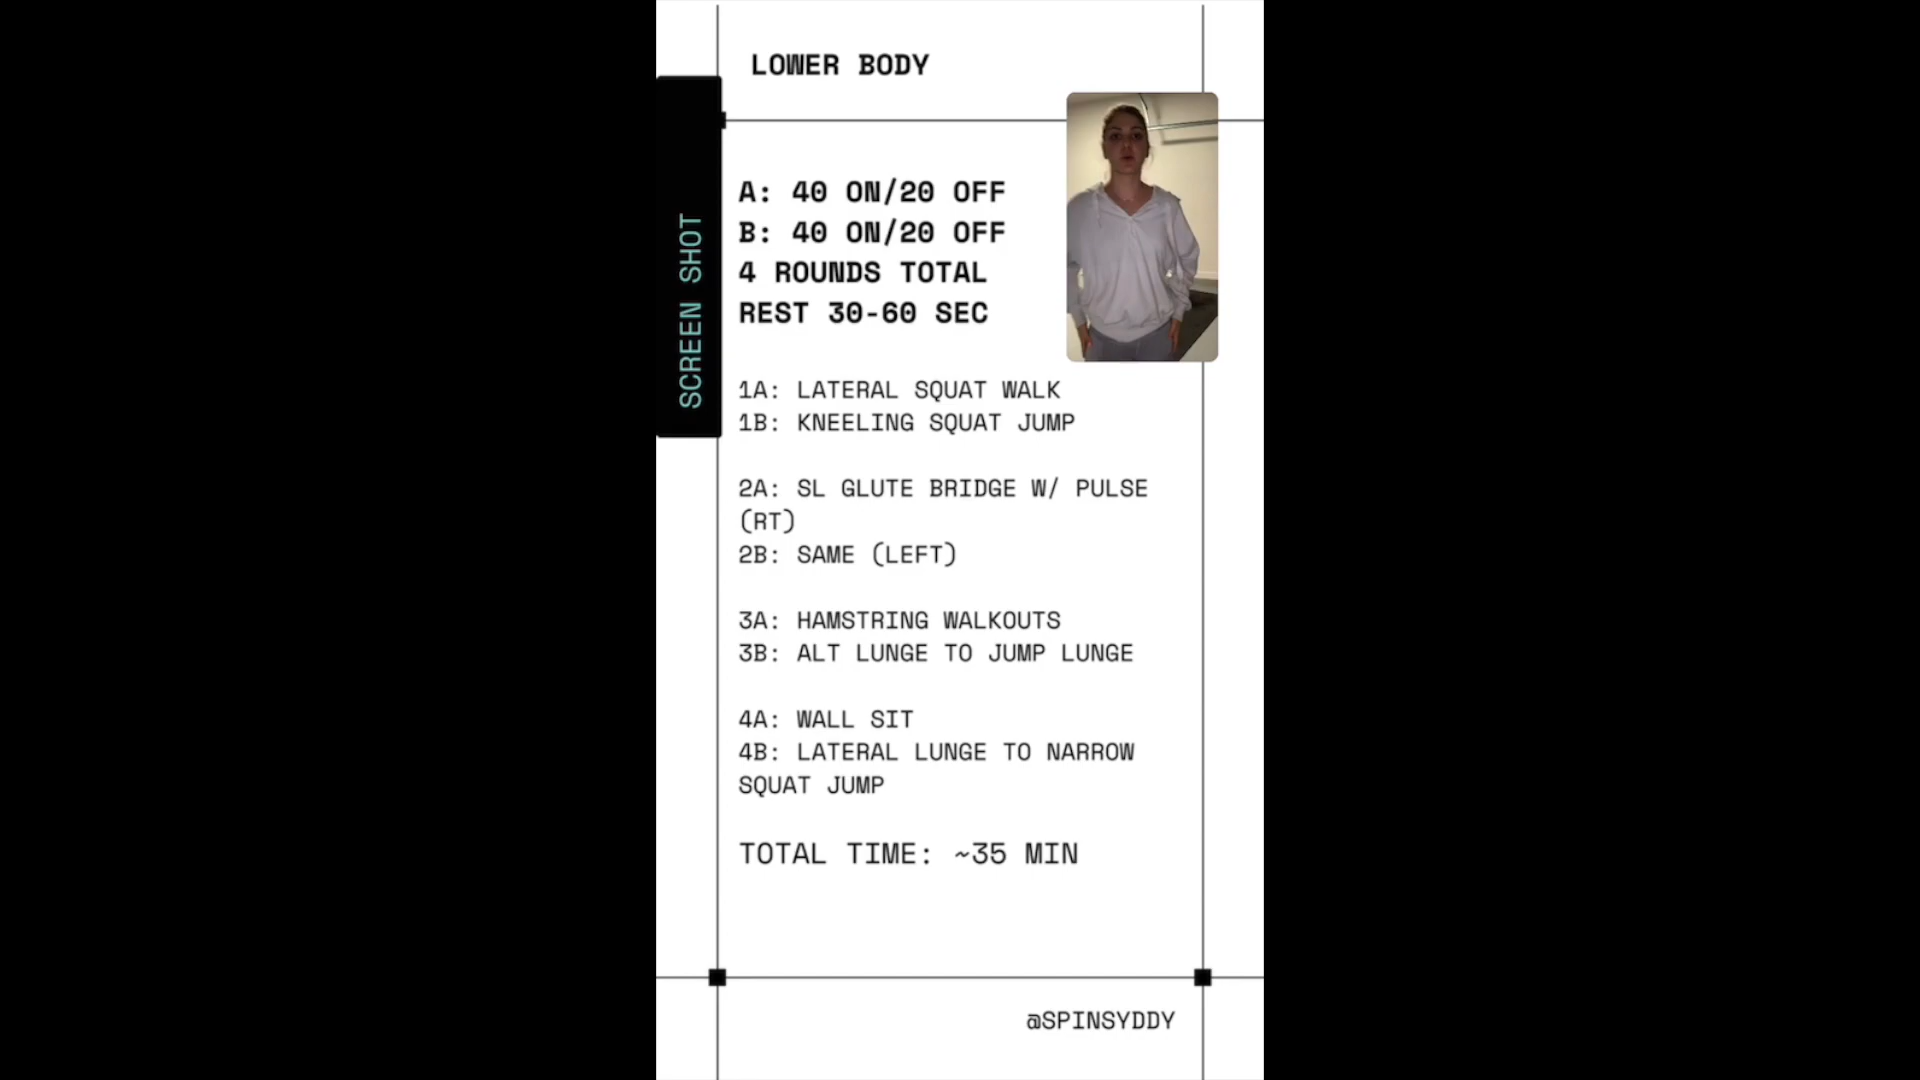 LOWER BODY
SCREEN SHOT
A: 40 ON/20 OFF
B: 40 ON/20 OFF
4 ROUNDS TOTAL
REST 30-60 SEC
1A: LATERAL SQUAT WALK
1B: KNEELING SQUAT JUMP
2A: SL GLUTE BRIDGE W/ PULSE
(RT)
2B: SAME (LEFT)
3A: HAMSTRING WALKOUTS
3B: ALT LUNGE TO JUMP LUNGE
4A: WALL SIT
4B: LATERAL LUNGE TO NARROW
SQUAT JUMP
TOTAL TIME: ~35 MIN
@SPINSYDDY